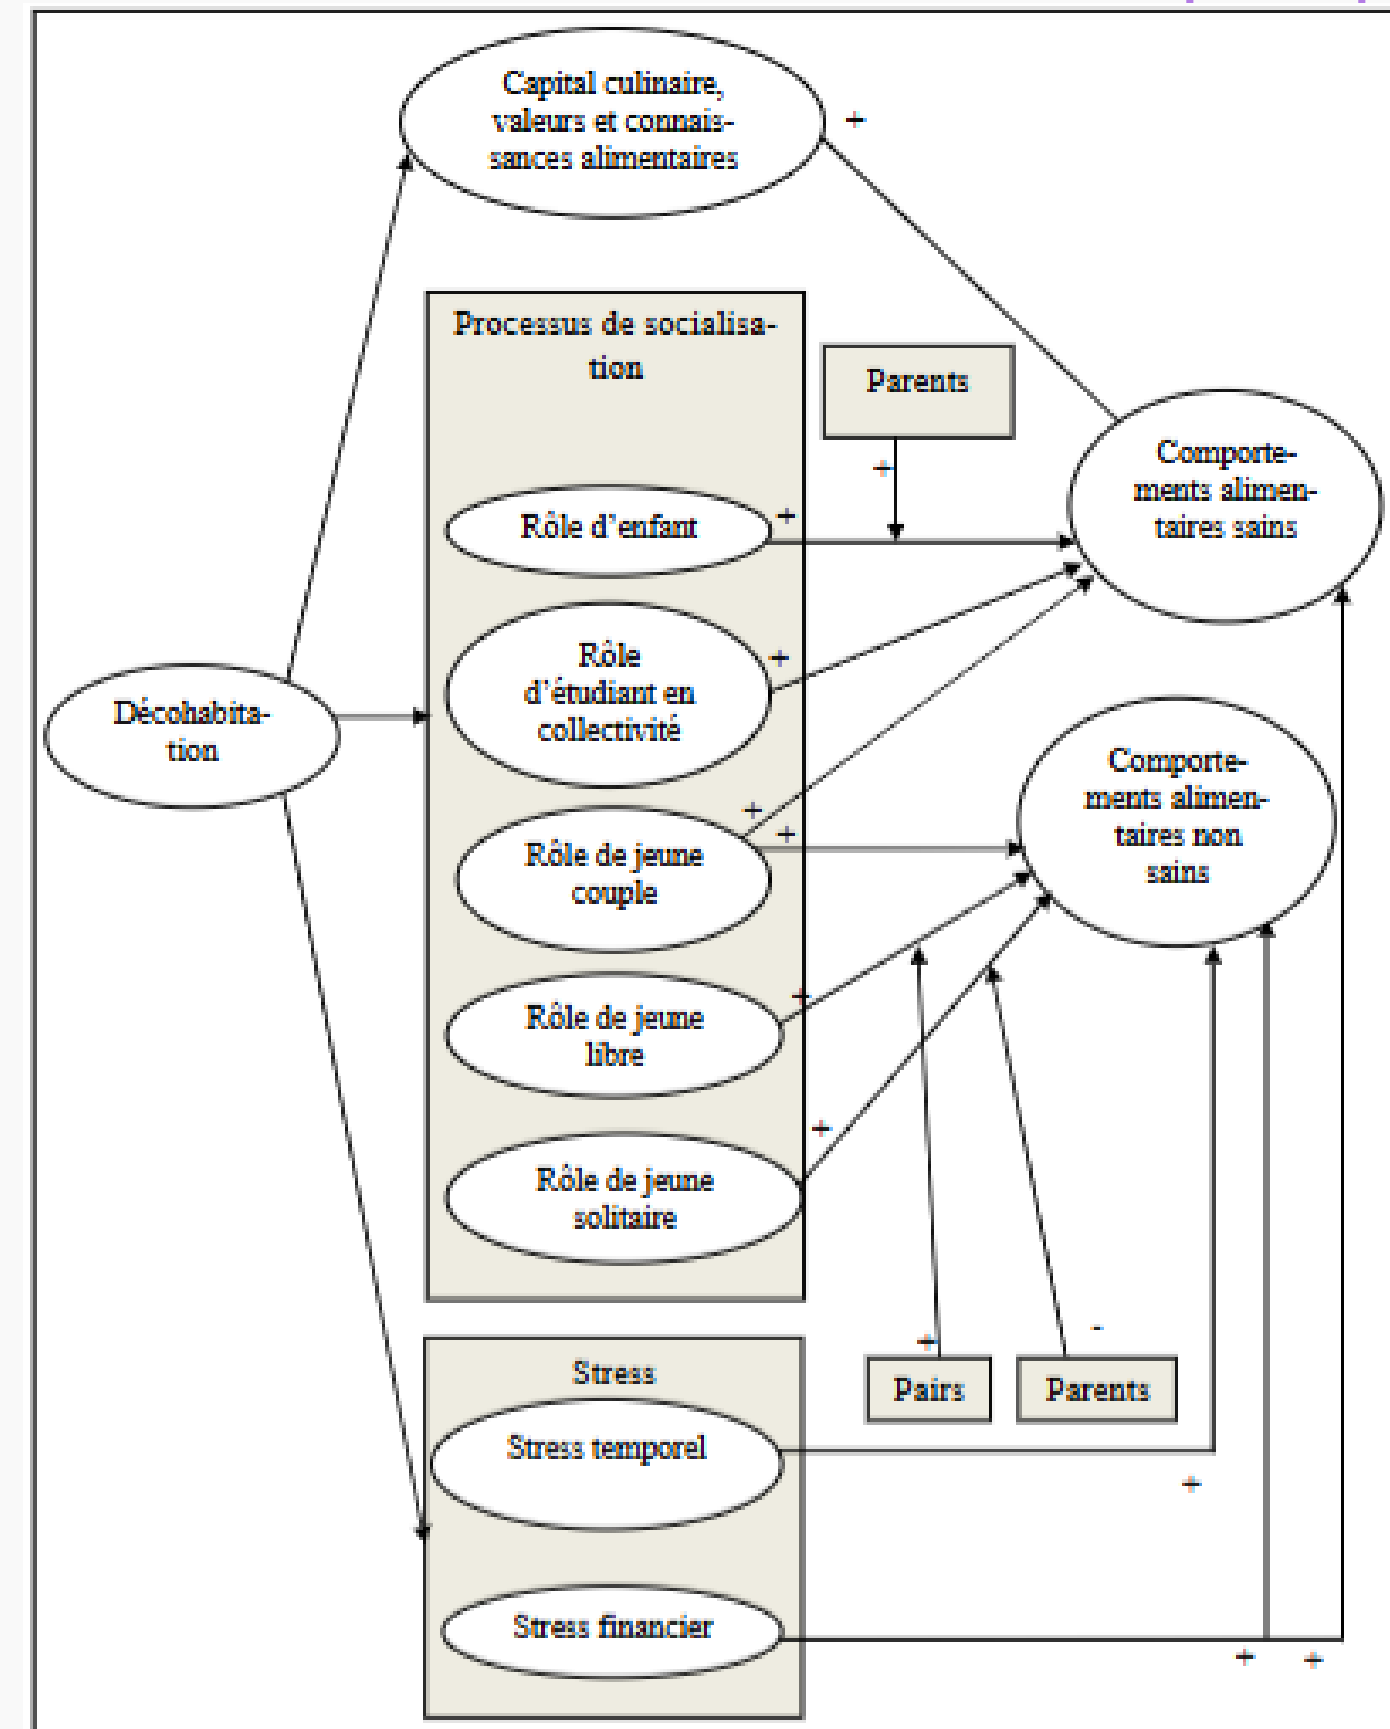 Capital culinaire,
valeurs et connais-
sances alimentaires
+
Processus de socialisa-
tion
Parents
+
Comporte-
ments alimen-
taires sains
Rôle d'enfant
+
Rôle
d'étudiant en
collectivité
+
Décohabita-
tion
Comporte-
ments alimen-
taires non
sains
+
+
Rôle de jeune
couple
Rôle de jeune
libre
+
Rôle de jeune
solitaire
+
+
-
Pairs
Parents
Stress
Stress temporel
+
Stress financier
+
+